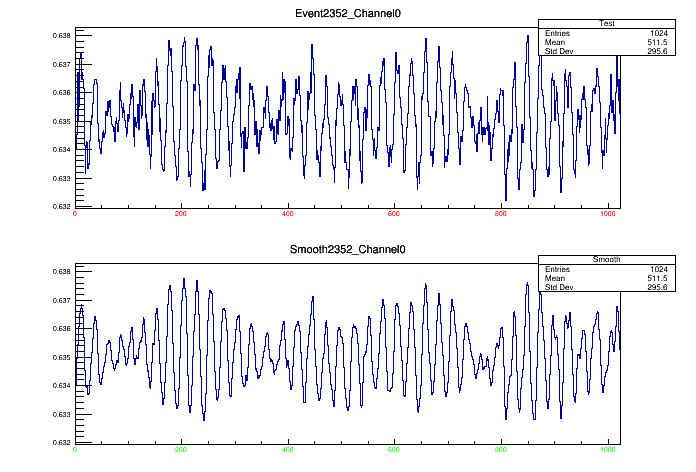 Event2352_Channel0
Test
Entries 1024
Mean 511.5
Std Dev 295.6
0.638
0.637
0.636
0.635
0.634
0.633
0.632
0 200 400 600 800 1000
Smooth2352_Channel0
Smooth
Entries 1024
Mean 511.5
Std Dev 295.6
0.638
0.637
0.636
0.635
0.634
0.633
0.632
0 200 400 600 800 1000